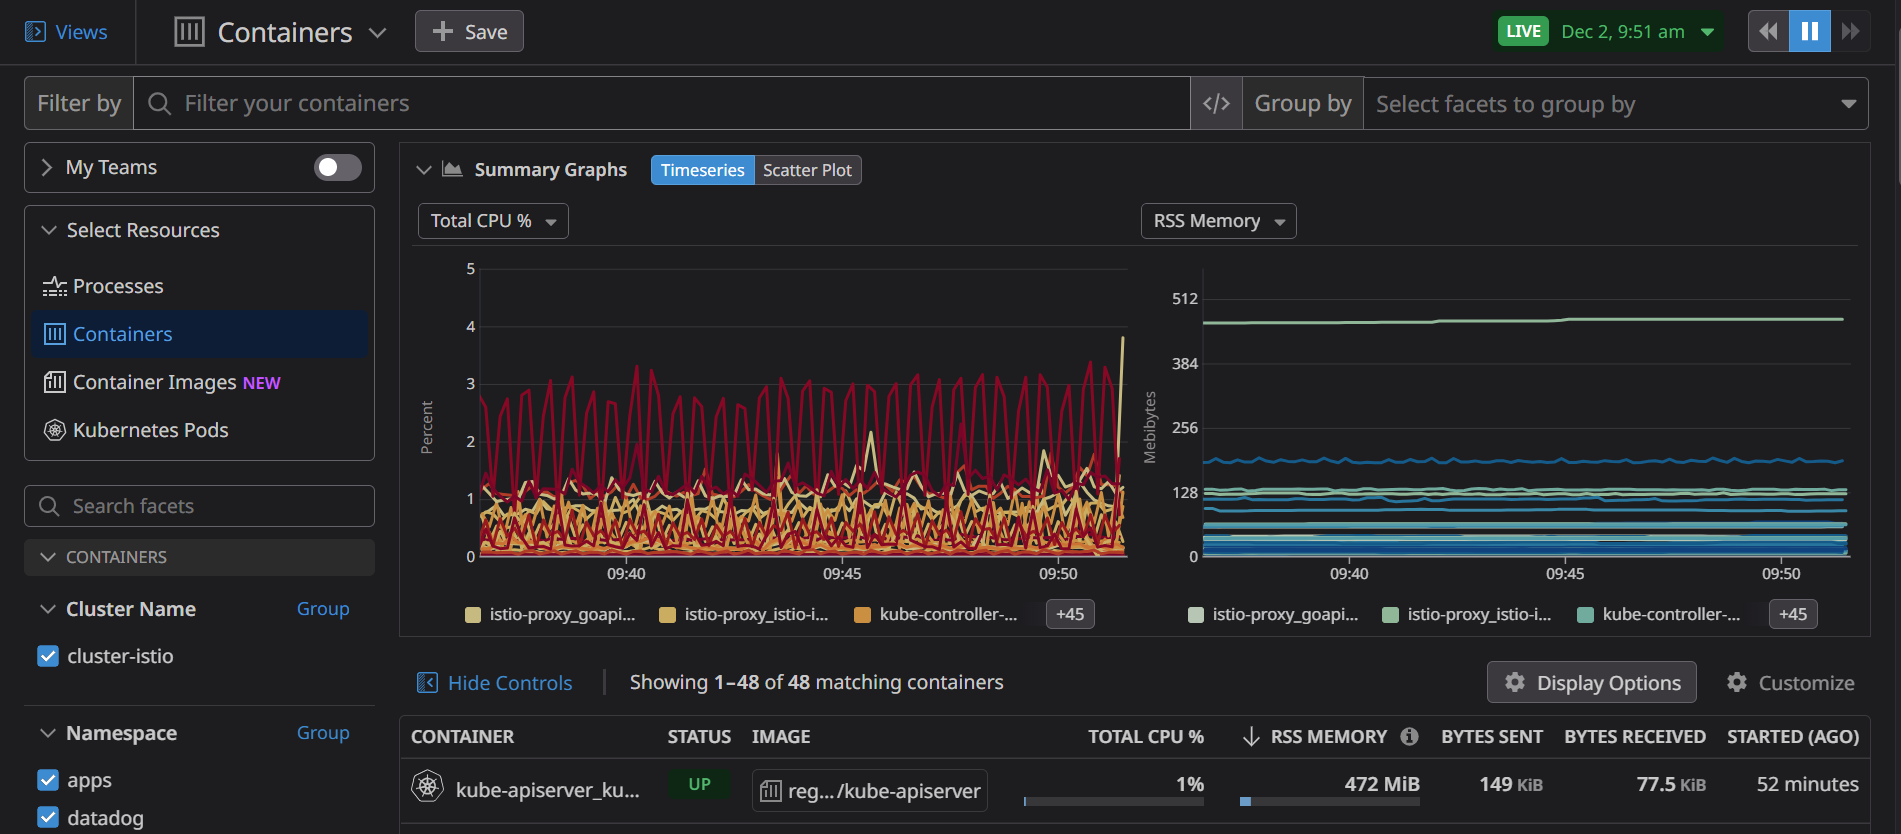 Views
Containers
Save
LIVE Dec 2, 9:51 am
Filter by
Filter your containers
</>
Group by
Select facets to group by
My Teams
Select Resources
Processes
Containers
Container Images NEW
Kubernetes Pods
Search facets
CONTAINERS
Cluster Name Group
cluster-istio
Namespace Group
apps
datadog
Summary Graphs Timeseries Scatter Plot
Total CPU %
Percent
5
4
3
2
1
0
09:40 09:45 09:50
istio-proxy_goapi... istio-proxy_istio-i... kube-controller-... +45
RSS Memory
Mebibytes
512
384
256
128
0
09:40 09:45 09:50
istio-proxy_goapi... istio-proxy_istio-i... kube-controller-... +45
Hide Controls Showing 1–48 of 48 matching containers Display Options Customize
CONTAINER STATUS IMAGE TOTAL CPU % RSS MEMORY BYTES SENT BYTES RECEIVED STARTED (AGO)
kube-apiserver_ku... UP reg.../kube-apiserver 1% 472 MiB 149 KiB 77.5 KiB 52 minutes